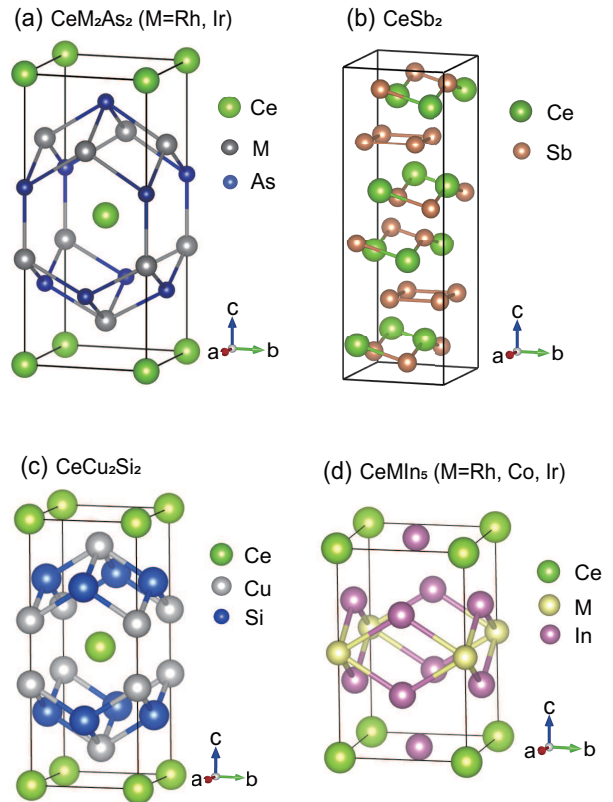 (a) CeM₂As₂ (M=Rh, Ir)
Ce
M
As
c
a
b
(b) CeSb₂
Ce
Sb
c
a
b
(c) CeCu₂Si₂
Ce
Cu
Si
c
a
b
(d) CeMIn₅ (M=Rh, Co, Ir)
Ce
M
In
c
a
b